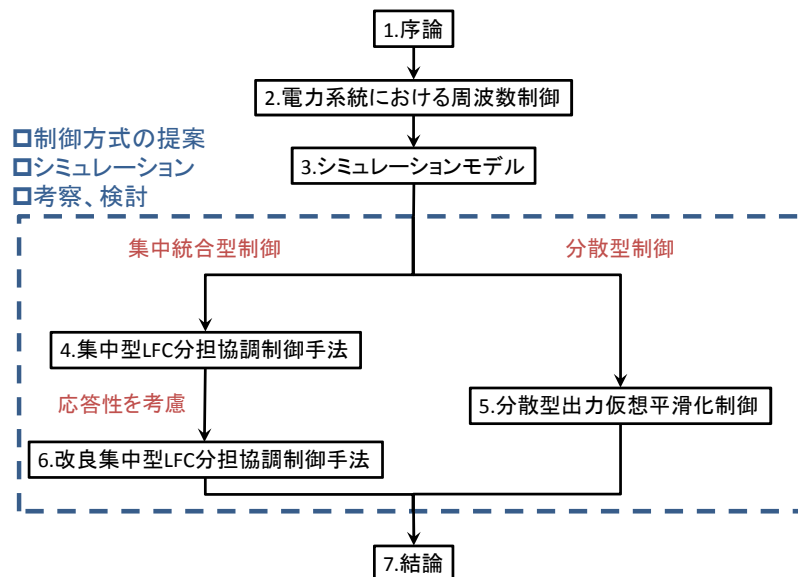 1.序論
2.電力系統における周波数制御
制御方式の提案
シミュレーション
考察、検討
3.シミュレーションモデル
集中統合型制御
分散型制御
4.集中型LFC分担協調制御手法
応答性を考慮
5.分散型出力仮想平滑化制御
6.改良集中型LFC分担協調制御手法
7.結論